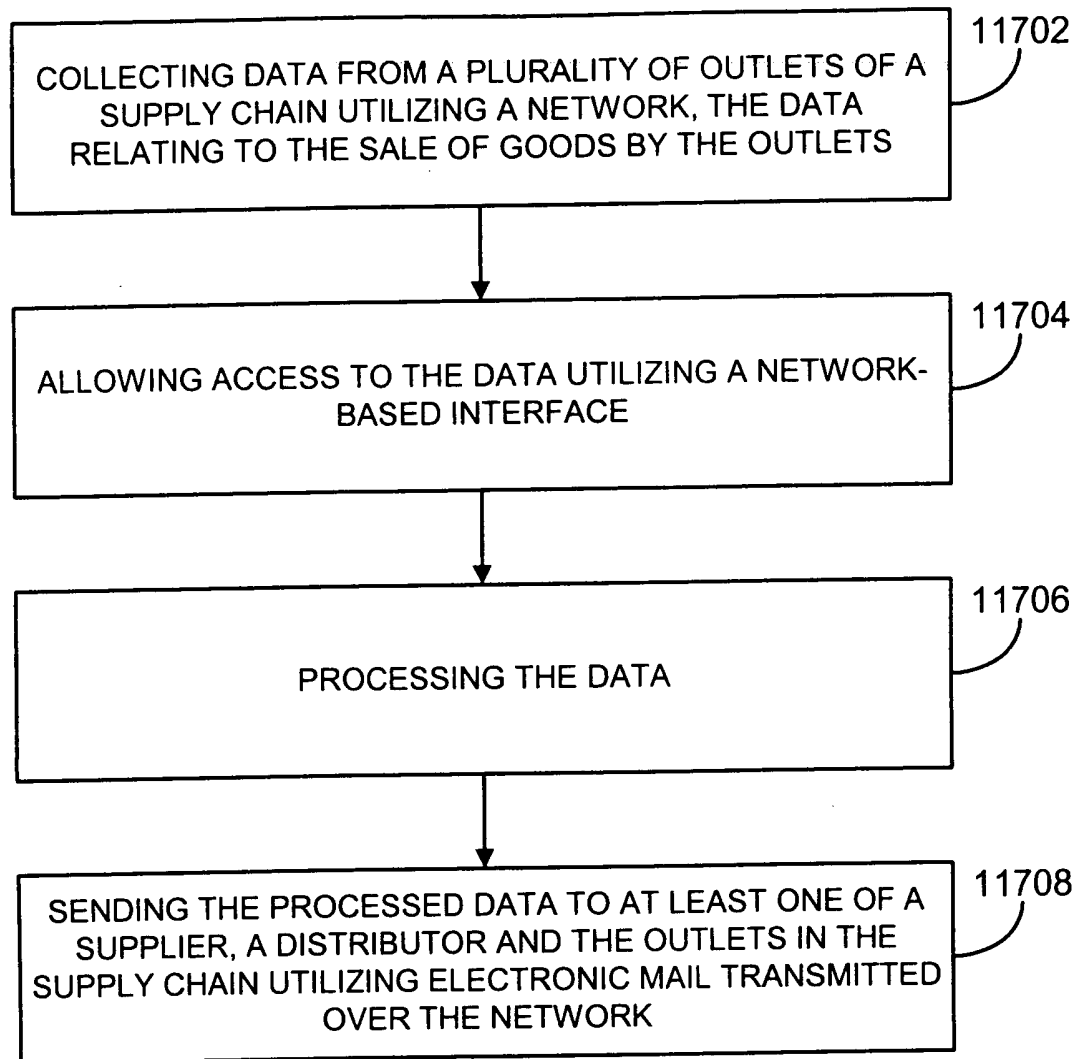 11702
COLLECTING DATA FROM A PLURALITY OF OUTLETS OF A
SUPPLY CHAIN UTILIZING A NETWORK, THE DATA
RELATING TO THE SALE OF GOODS BY THE OUTLETS
11704
ALLOWING ACCESS TO THE DATA UTILIZING A NETWORK-
BASED INTERFACE
11706
PROCESSING THE DATA
11708
SENDING THE PROCESSED DATA TO AT LEAST ONE OF A
SUPPLIER, A DISTRIBUTOR AND THE OUTLETS IN THE
SUPPLY CHAIN UTILIZING ELECTRONIC MAIL TRANSMITTED
OVER THE NETWORK